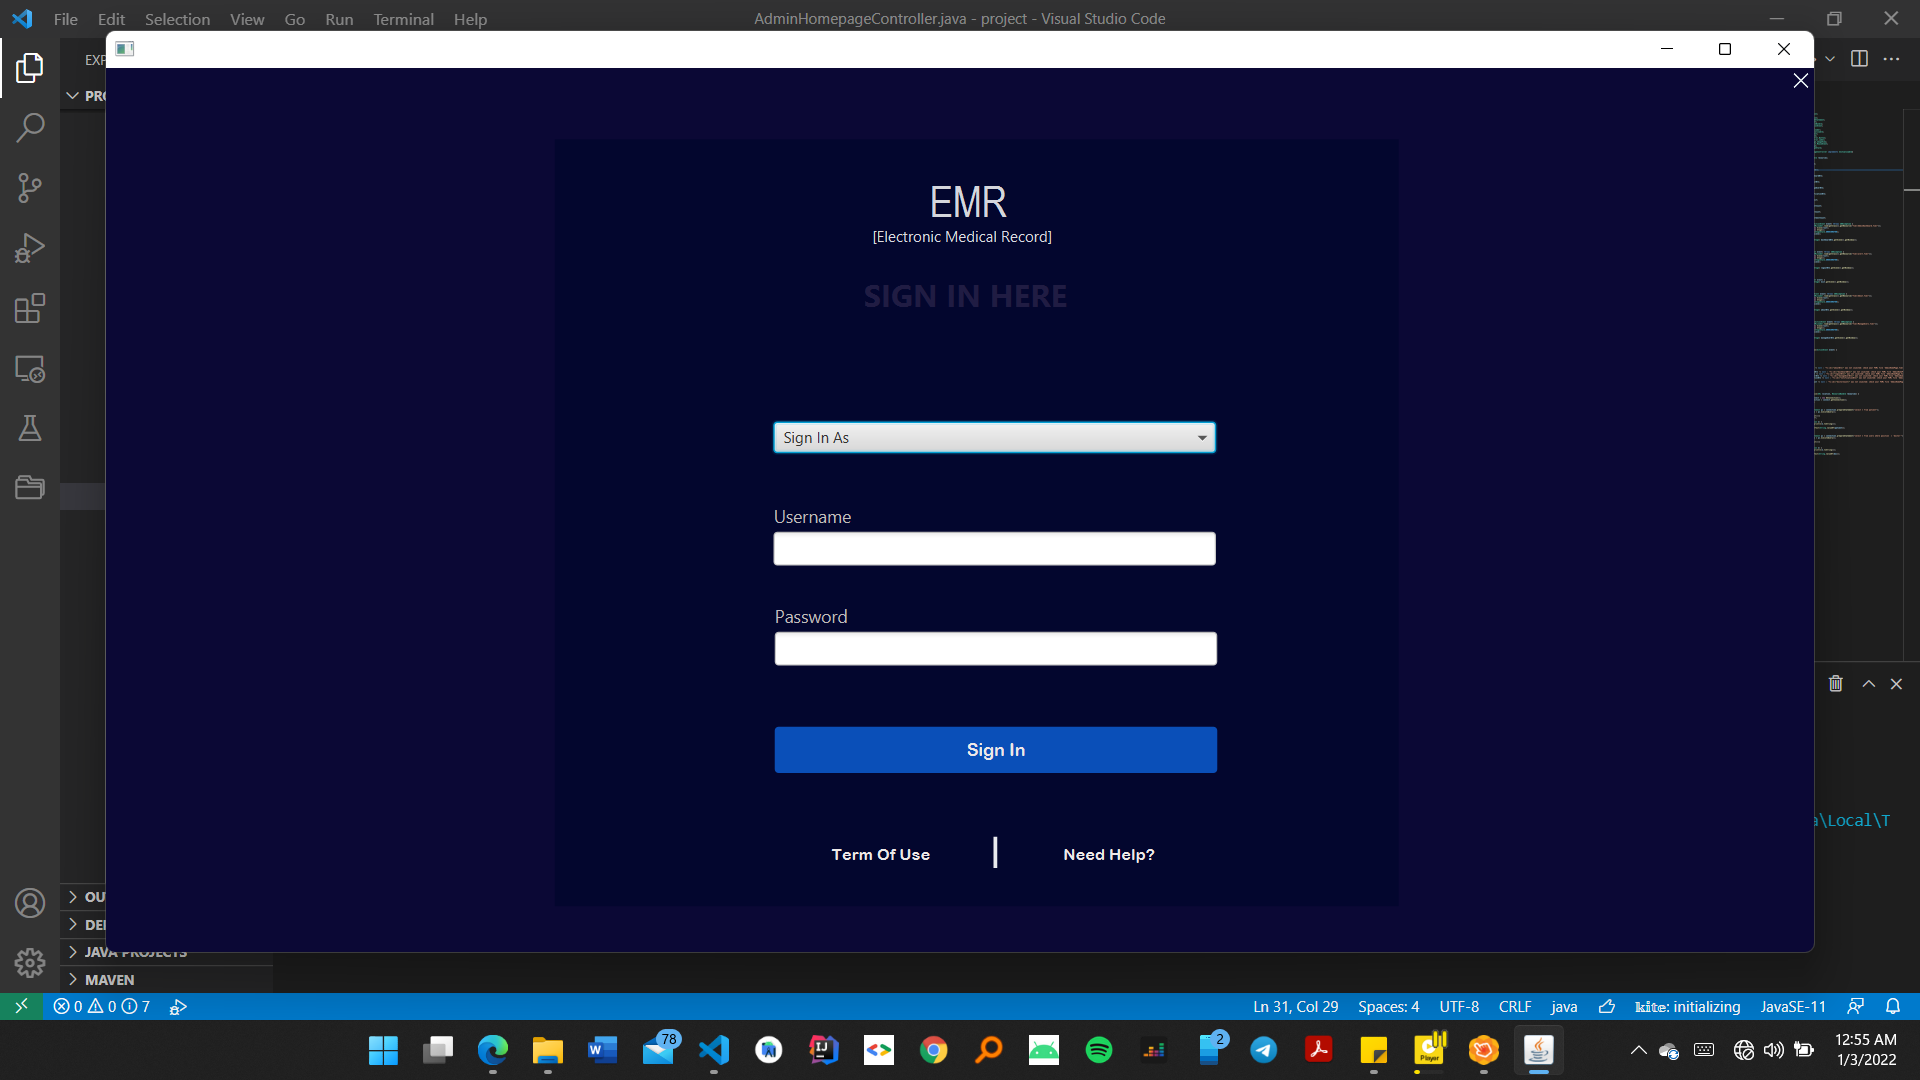 File Edit Selection View Go Run Terminal Help
AdminHomepageController.java - project - Visual Studio Code
EXP
PRO
EMR
[Electronic Medical Record]
SIGN IN HERE
Sign In As
Username
Password
Sign In
Term Of Use
Need Help?
a\Local\T
OU
DE
JAVA PROJECTS
MAVEN
0 0 7
Ln 31, Col 29 Spaces: 4 UTF-8 CRLF java kite: initializing JavaSE-11
78
2
Player
12:55 AM
1/3/2022